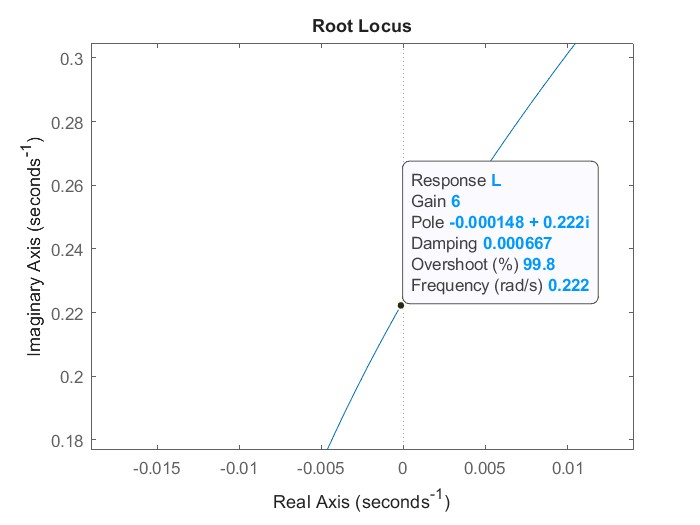 Root Locus
Imaginary Axis (seconds⁻¹)
0.3
0.28
0.26
0.24
0.22
0.2
0.18
Response L
Gain 6
Pole -0.000148 + 0.222i
Damping 0.000667
Overshoot (%) 99.8
Frequency (rad/s) 0.222
-0.015
-0.01
-0.005
0
0.005
0.01
Real Axis (seconds⁻¹)